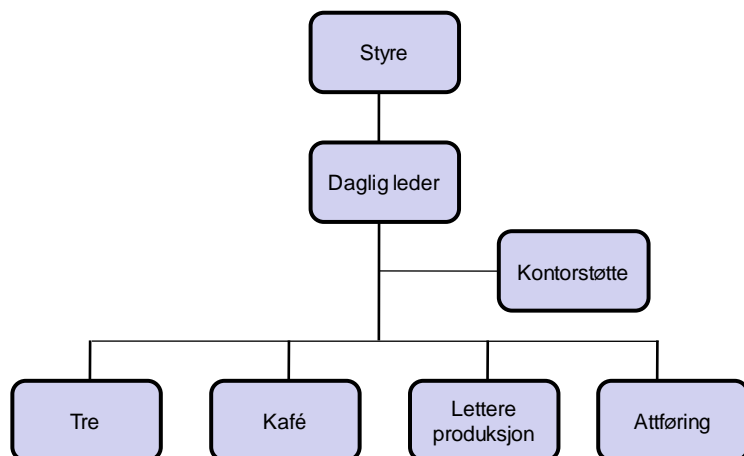 Styre
Daglig leder
Kontorstøtte
Tre
Kafé
Lettere
produksjon
Attføring